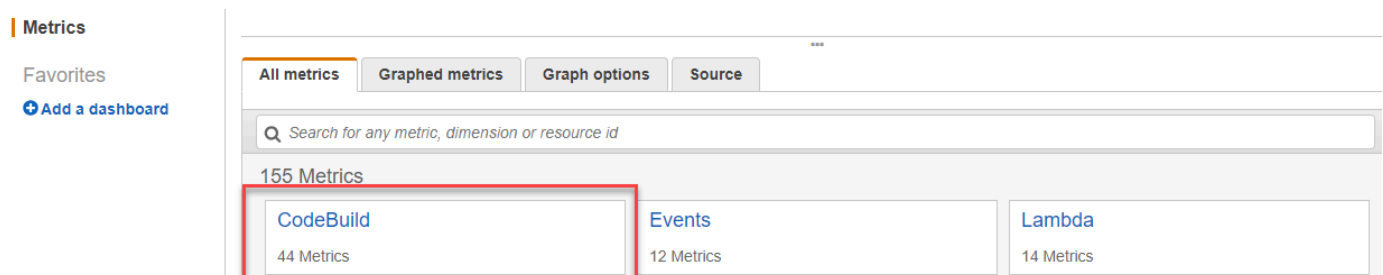 Metrics
Favorites
Add a dashboard
All metrics
Graphed metrics
Graph options
Source
Search for any metric, dimension or resource id
155 Metrics
CodeBuild
44 Metrics
Events
12 Metrics
Lambda
14 Metrics